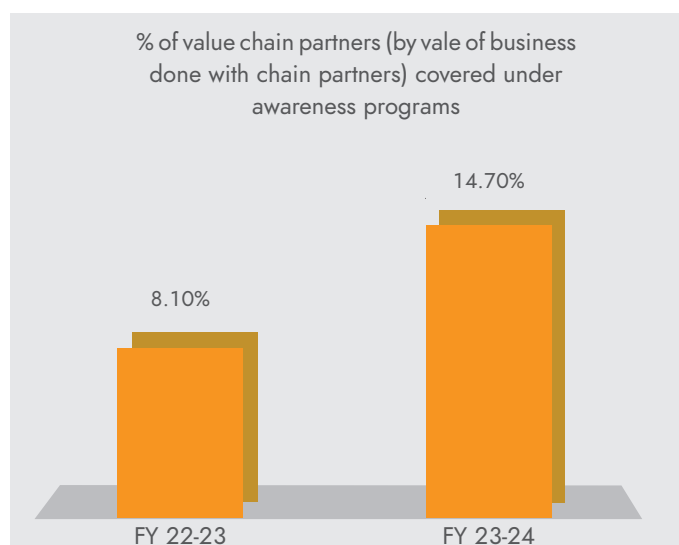 % of value chain partners (by vale of business
done with chain partners) covered under
awareness programs
14.70%
8.10%
FY 22-23
FY 23-24